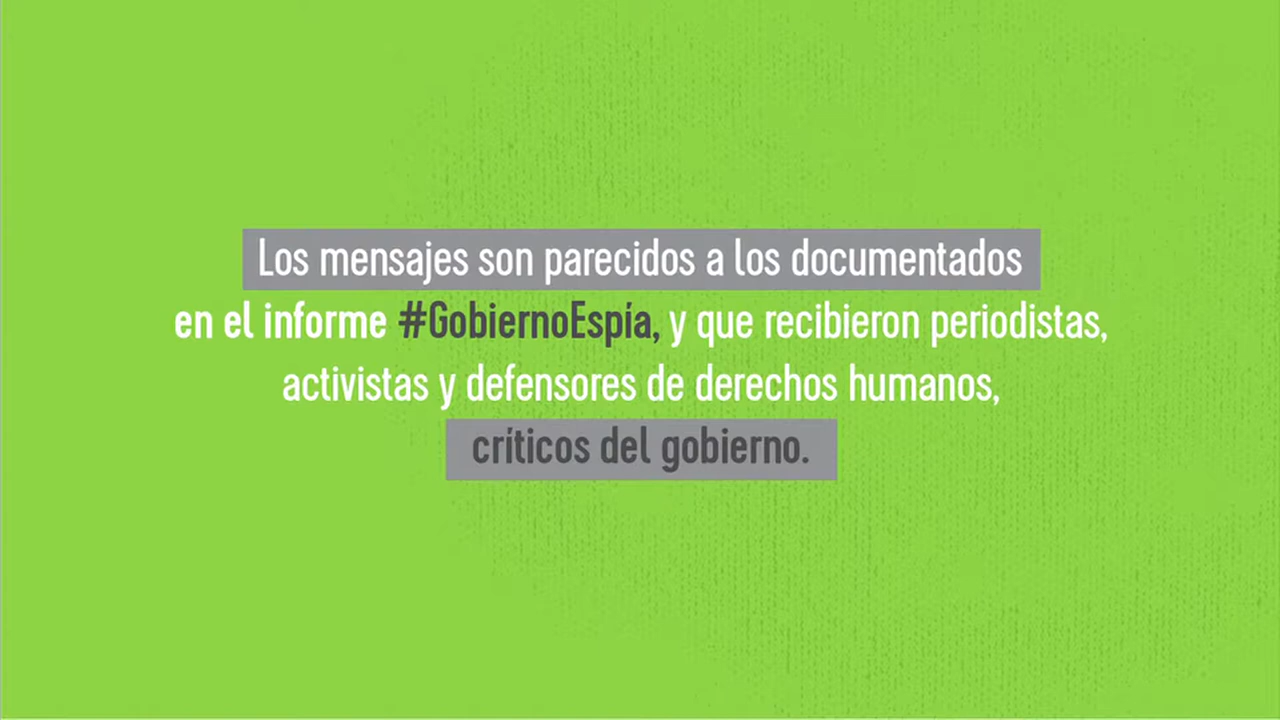 Los mensajes son parecidos a los documentados
en el informe #GobiernoEspía, y que recibieron periodistas,
activistas y defensores de derechos humanos,
críticos del gobierno.